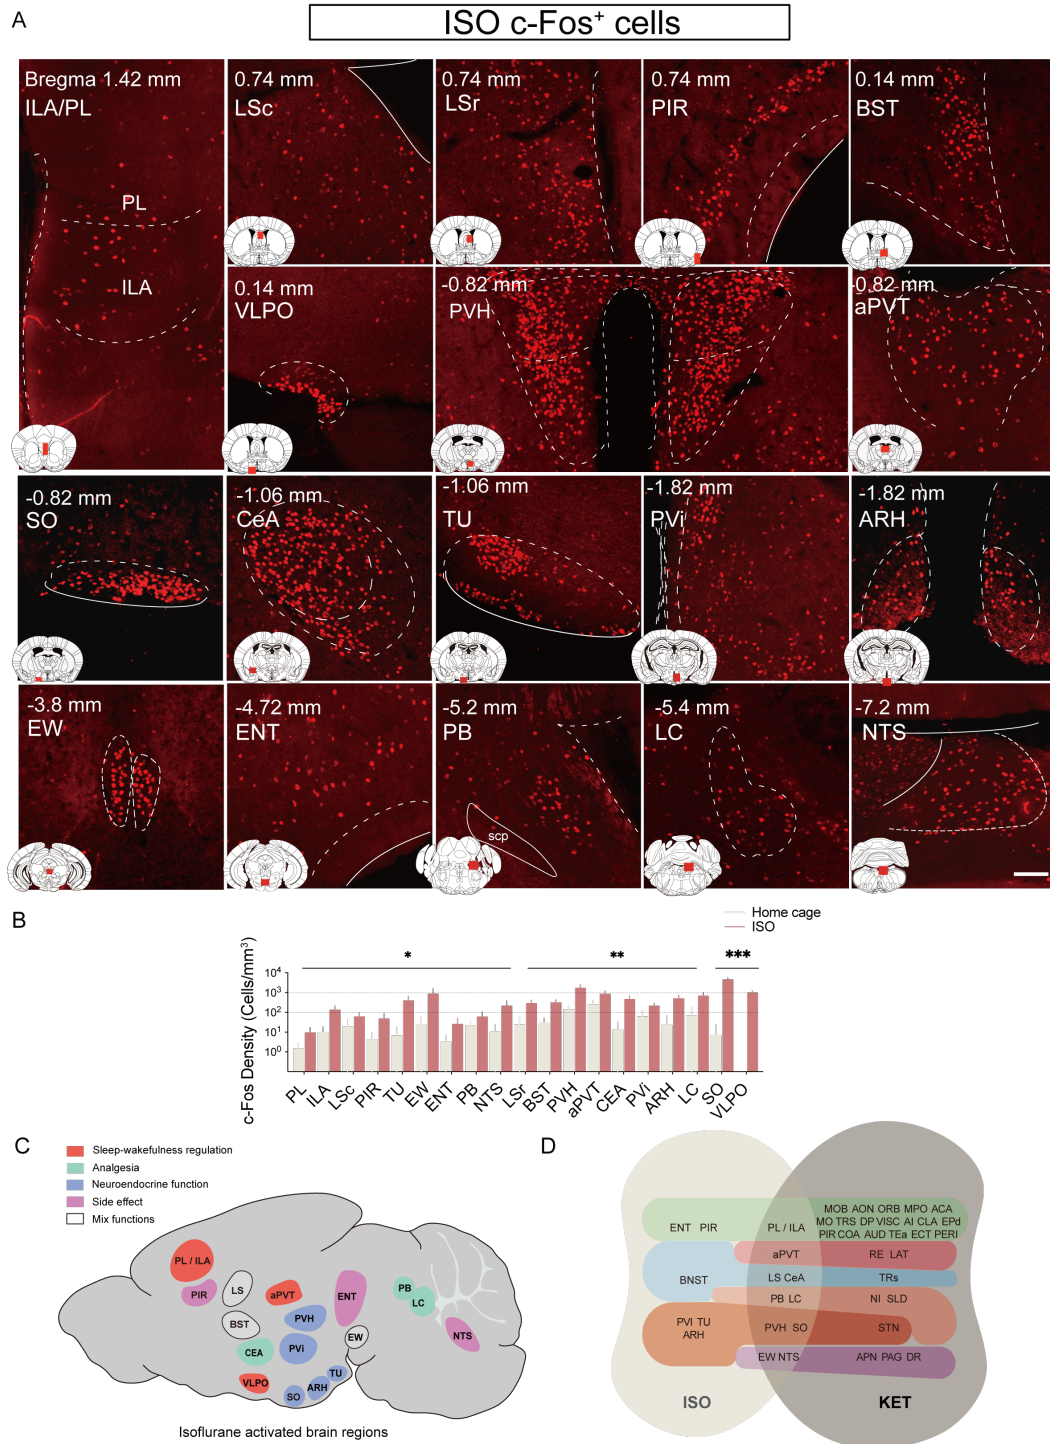 A
ISO c-Fos⁺ cells
Bregma 1.42 mm
ILA/PL
PL
ILA
0.74 mm
LSc
0.74 mm
LSr
0.74 mm
PIR
0.14 mm
BST
0.14 mm
VLPO
-0.82 mm
PVH
-0.82 mm
aPVT
-0.82 mm
SO
-1.06 mm
CeA
-1.06 mm
TU
-1.82 mm
PVi
-1.82 mm
ARH
-3.8 mm
EW
-4.72 mm
ENT
-5.2 mm
PB
scp
-5.4 mm
LC
-7.2 mm
NTS
B
Home cage
ISO
c-Fos Density (Cells/mm³)
* ** ***
10⁴
10³
10²
10¹
10⁰
PL ILA LSc PIR TU EW ENT PB NTS LSr BST PVH aPVT CEA PVi ARH LC SO VLPO
C
Sleep-wakefulness regulation
Analgesia
Neuroendocrine function
Side effect
Mix functions
PL / ILA
PIR
LS
BST
aPVT
PVH
CEA
PVi
VLPO
SO
ARH
TU
ENT
EW
PB
LC
NTS
Isoflurane activated brain regions
D
MOB AON ORB MPO ACA
ENT PIR PL / ILA MO TRS DP VISC AI CLA EPd
PIR COA AUD TEa ECT PERI
aPVT RE LAT
BNST LS CeA TRs
PB LC NI SLD
PVI TU
ARH
PVH SO STN
EW NTS APN PAG DR
ISO KET